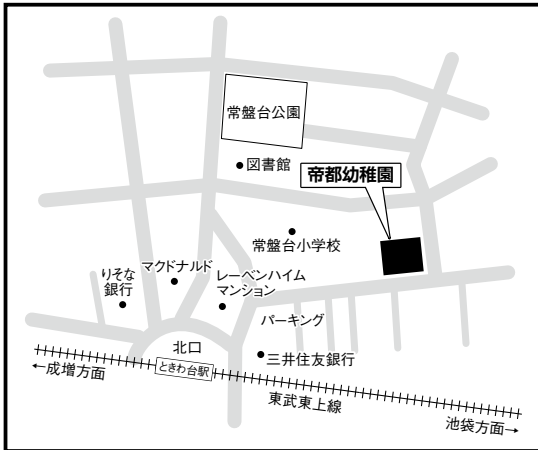 常盤台公園
図書館
帝都幼稚園
常盤台小学校
マクドナルド
りそな
銀行
レーベンハイム
マンション
パーキング
北口
三井住友銀行
ときわ台駅
←成増方面
東武東上線
池袋方面→